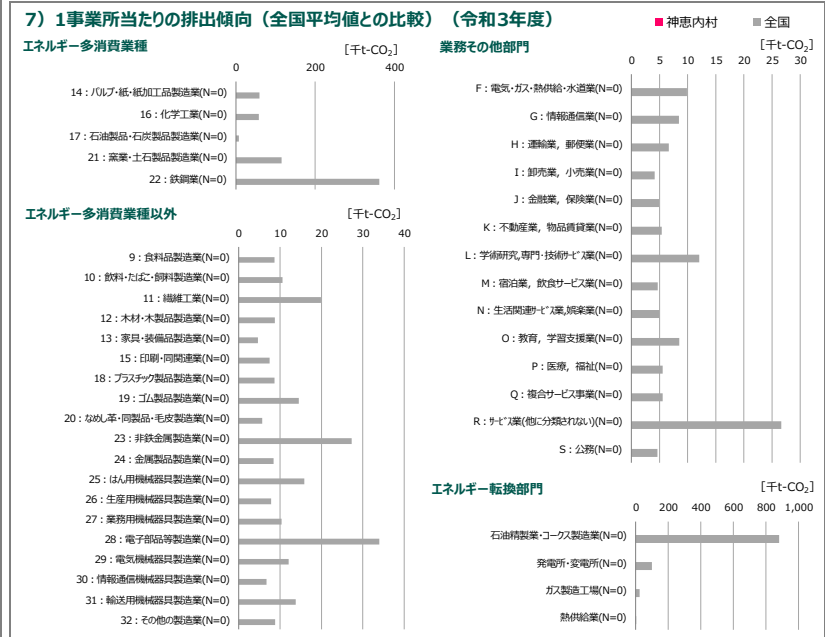 7）1事業所当たりの排出傾向（全国平均値との比較）（令和3年度）
■神恵内村 ■全国
エネルギー多消費業種
[千t-CO₂]
0 200 400
14：パルプ・紙・紙加工品製造業(N=0)
16：化学工業(N=0)
17：石油製品・石炭製品製造業(N=0)
21：窯業・土石製品製造業(N=0)
22：鉄鋼業(N=0)
エネルギー多消費業種以外
[千t-CO₂]
0 10 20 30 40
9：食料品製造業(N=0)
10：飲料・たばこ・飼料製造業(N=0)
11：繊維工業(N=0)
12：木材・木製品製造業(N=0)
13：家具・装備品製造業(N=0)
15：印刷・同関連業(N=0)
18：プラスチック製品製造業(N=0)
19：ゴム製品製造業(N=0)
20：なめし革・同製品・毛皮製造業(N=0)
23：非鉄金属製造業(N=0)
24：金属製品製造業(N=0)
25：はん用機械器具製造業(N=0)
26：生産用機械器具製造業(N=0)
27：業務用機械器具製造業(N=0)
28：電子部品等製造業(N=0)
29：電気機械器具製造業(N=0)
30：情報通信機械器具製造業(N=0)
31：輸送用機械器具製造業(N=0)
32：その他の製造業(N=0)
業務その他部門
[千t-CO₂]
0 5 10 15 20 25 30
F：電気・ガス・熱供給・水道業(N=0)
G：情報通信業(N=0)
H：運輸業，郵便業(N=0)
I：卸売業，小売業(N=0)
J：金融業，保険業(N=0)
K：不動産業，物品賃貸業(N=0)
L：学術研究,専門・技術ｻｰﾋﾞｽ業(N=0)
M：宿泊業，飲食サービス業(N=0)
N：生活関連ｻｰﾋﾞｽ業,娯楽業(N=0)
O：教育，学習支援業(N=0)
P：医療，福祉(N=0)
Q：複合サービス事業(N=0)
R：ｻｰﾋﾞｽ業(他に分類されない)(N=0)
S：公務(N=0)
エネルギー転換部門
[千t-CO₂]
0 200 400 600 800 1,000
石油精製業・コークス製造業(N=0)
発電所・変電所(N=0)
ガス製造工場(N=0)
熱供給業(N=0)